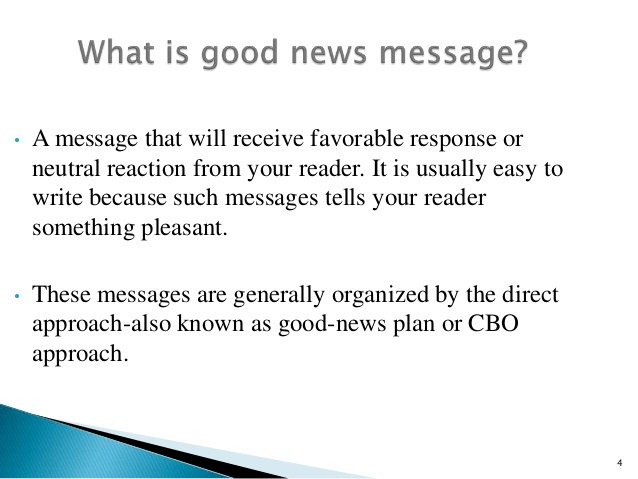 What is good news message?
• A message that will receive favorable response or
neutral reaction from your reader. It is usually easy to
write because such messages tells your reader
something pleasant.
• These messages are generally organized by the direct
approach-also known as good-news plan or CBO
approach.
4